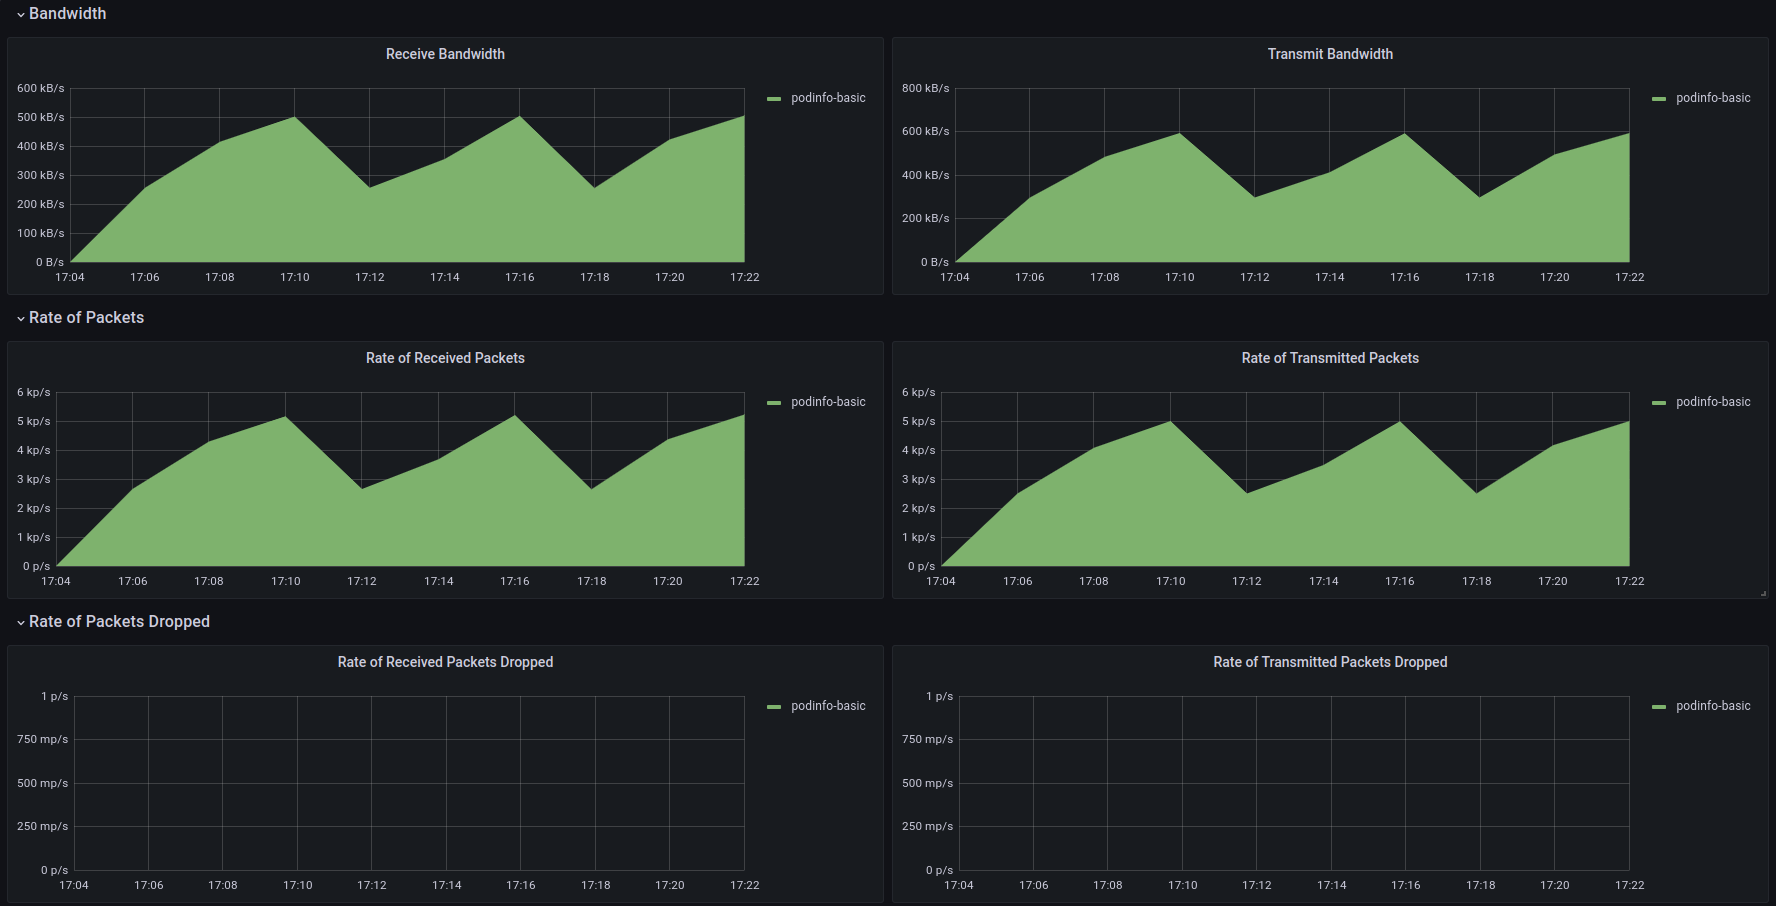 Bandwidth
Receive Bandwidth
600 kB/s
500 kB/s
400 kB/s
300 kB/s
200 kB/s
100 kB/s
0 B/s
17:04 17:06 17:08 17:10 17:12 17:14 17:16 17:18 17:20 17:22
podinfo-basic
Transmit Bandwidth
800 kB/s
600 kB/s
400 kB/s
200 kB/s
0 B/s
17:04 17:06 17:08 17:10 17:12 17:14 17:16 17:18 17:20 17:22
podinfo-basic
Rate of Packets
Rate of Received Packets
6 kp/s
5 kp/s
4 kp/s
3 kp/s
2 kp/s
1 kp/s
0 p/s
17:04 17:06 17:08 17:10 17:12 17:14 17:16 17:18 17:20 17:22
podinfo-basic
Rate of Transmitted Packets
6 kp/s
5 kp/s
4 kp/s
3 kp/s
2 kp/s
1 kp/s
0 p/s
17:04 17:06 17:08 17:10 17:12 17:14 17:16 17:18 17:20 17:22
podinfo-basic
Rate of Packets Dropped
Rate of Received Packets Dropped
1 p/s
750 mp/s
500 mp/s
250 mp/s
0 p/s
17:04 17:06 17:08 17:10 17:12 17:14 17:16 17:18 17:20 17:22
podinfo-basic
Rate of Transmitted Packets Dropped
1 p/s
750 mp/s
500 mp/s
250 mp/s
0 p/s
17:04 17:06 17:08 17:10 17:12 17:14 17:16 17:18 17:20 17:22
podinfo-basic